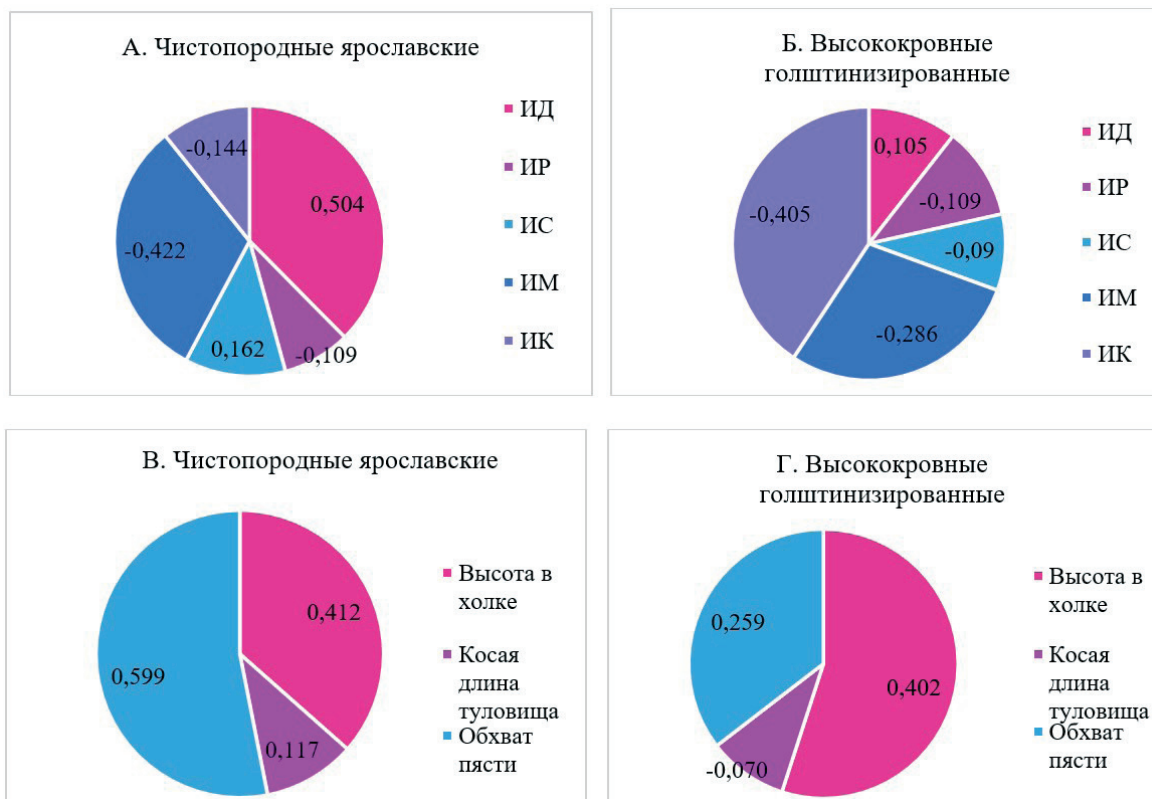 А. Чистопородные ярославские
ИД
ИР
ИС
ИМ
ИК
0,504
-0,109
0,162
-0,422
-0,144
Б. Высококровные
голштинизированные
ИД
ИР
ИС
ИМ
ИК
0,105
-0,109
-0,09
-0,286
-0,405
В. Чистопородные ярославские
Высота в
холке
Косая
длина
туловища
Обхват
пясти
0,412
0,117
0,599
Г. Высококровные
голштинизированные
Высота в
холке
Косая
длина
туловища
Обхват
пясти
0,402
-0,070
0,259